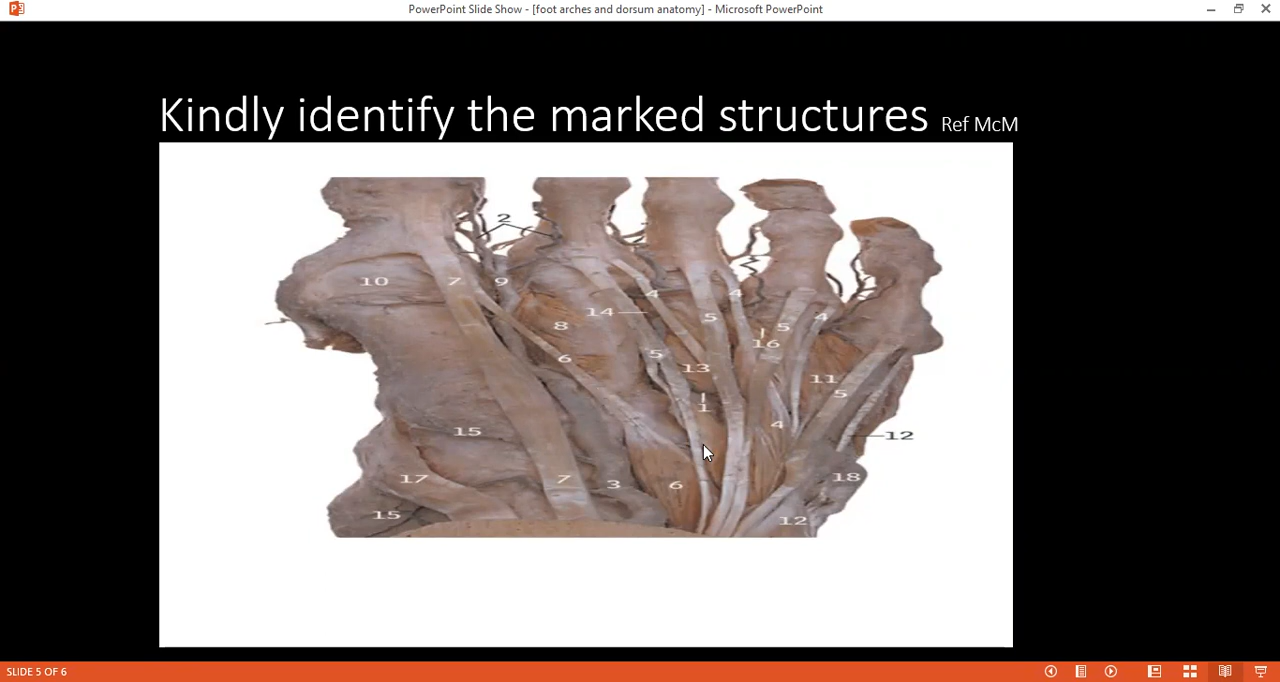 PowerPoint Slide Show - [foot arches and dorsum anatomy] - Microsoft PowerPoint
Kindly identify the marked structures Ref McM
2
10 7 9
4 4
14 5 5 4
8
16
6 5
13
11
1 5
4
15 12
17 7 3 6 18
15 12
SLIDE 5 OF 6